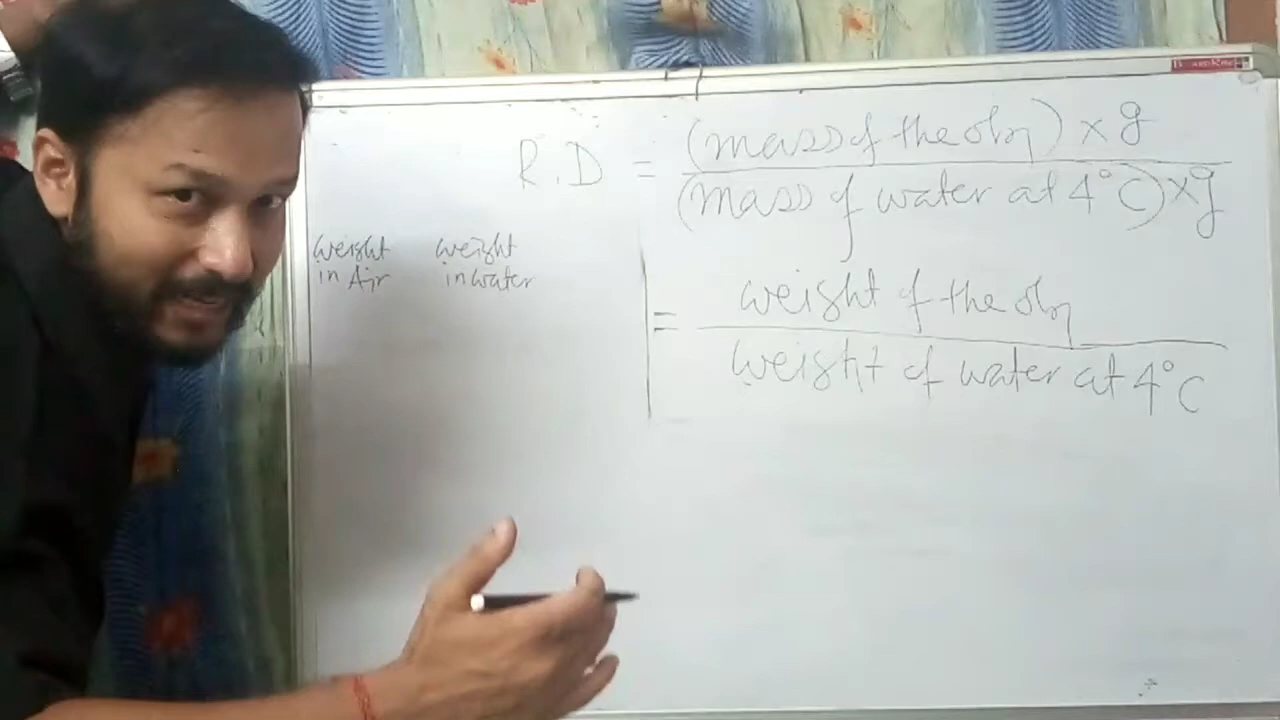 R.D = (mass of the obj) × g
(mass of water at 4°C) × g
weight in Air
weight in water
= weight of the obj
weight of water at 4°C